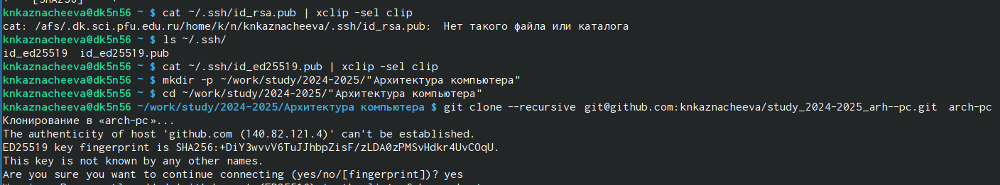 [SHA256]
knkaznacheeva@dk5n56 ~ $ cat ~/.ssh/id_rsa.pub | xclip -sel clip
cat: /afs/.dk.sci.pfu.edu.ru/home/k/n/knkaznacheeva/.ssh/id_rsa.pub: Нет такого файла или каталога
knkaznacheeva@dk5n56 ~ $ ls ~/.ssh/
id_ed25519 id_ed25519.pub
knkaznacheeva@dk5n56 ~ $ cat ~/.ssh/id_ed25519.pub | xclip -sel clip
knkaznacheeva@dk5n56 ~ $ mkdir -p ~/work/study/2024-2025/"Архитектура компьютера"
knkaznacheeva@dk5n56 ~ $ cd ~/work/study/2024-2025/"Архитектура компьютера"
knkaznacheeva@dk5n56 ~/work/study/2024-2025/Архитектура компьютера $ git clone --recursive git@github.com:knkaznacheeva/study_2024-2025_arh--pc.git arch-pc
Клонирование в «arch-pc»...
The authenticity of host 'github.com (140.82.121.4)' can't be established.
ED25519 key fingerprint is SHA256:+DiY3wvvV6TuJJhbpZisF/zLDA0zPMSvHdkr4UvCOqU.
This key is not known by any other names.
Are you sure you want to continue connecting (yes/no/[fingerprint])? yes